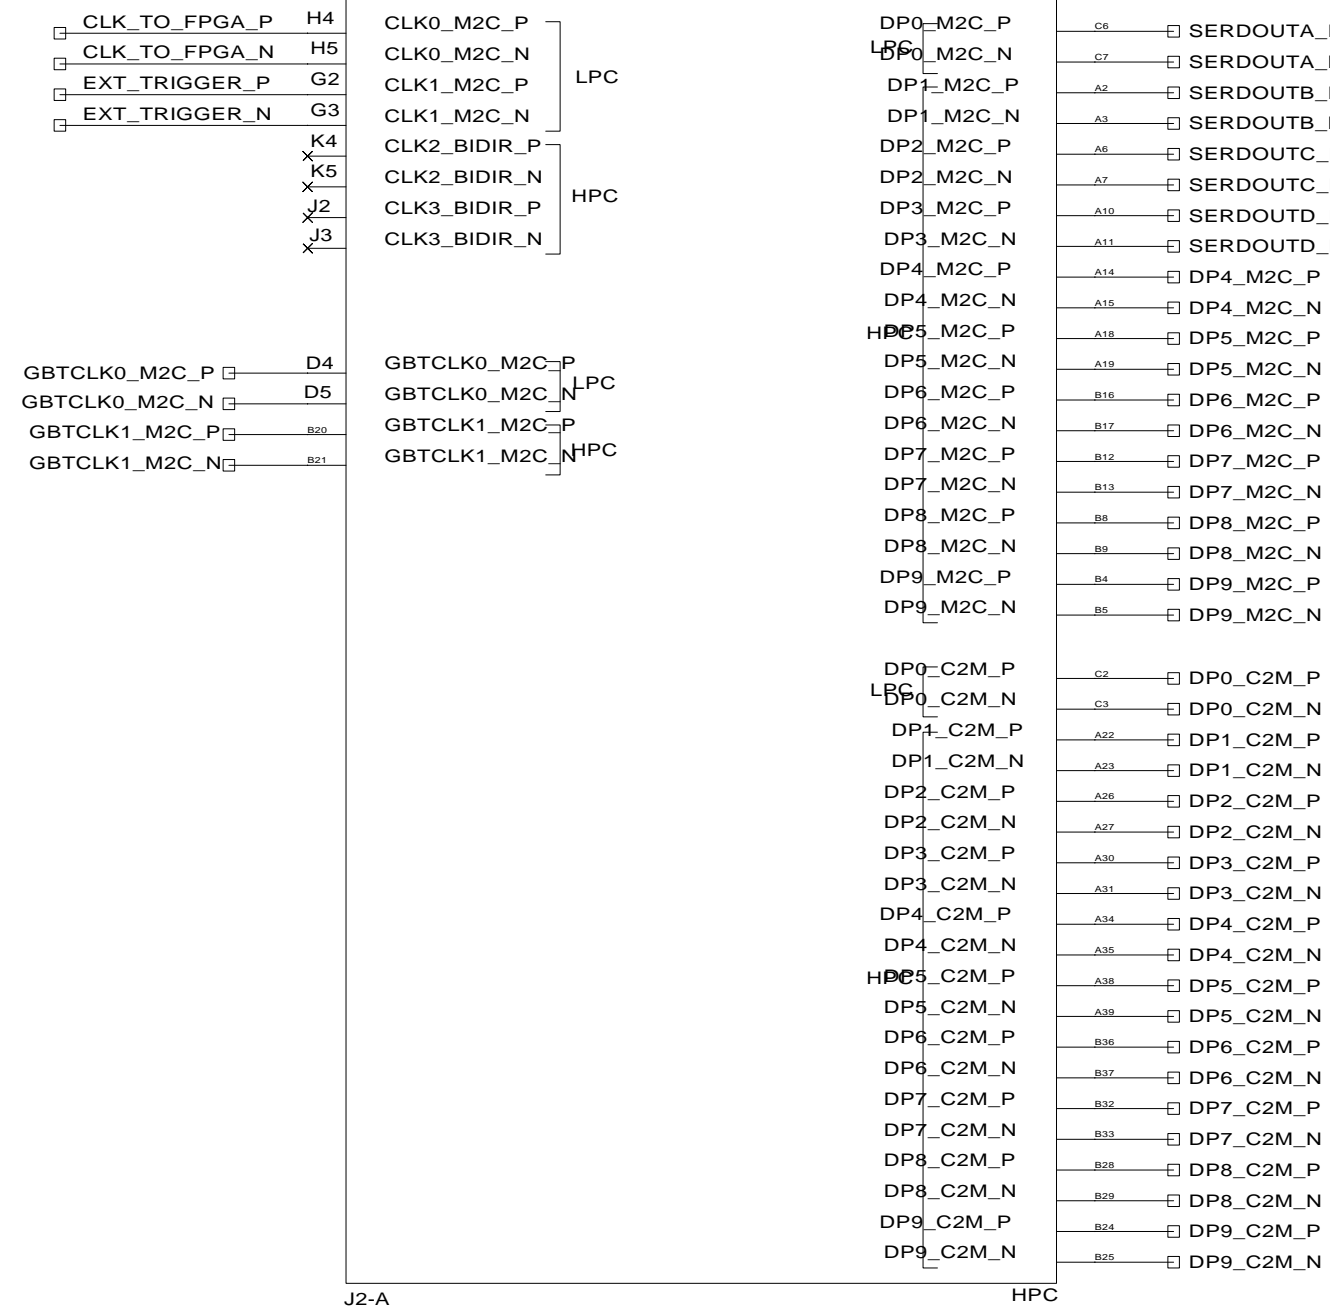 CLK_TO_FPGA_P H4 CLK0_M2C_P
CLK_TO_FPGA_N H5 CLK0_M2C_N
EXT_TRIGGER_P G2 CLK1_M2C_P
EXT_TRIGGER_N G3 CLK1_M2C_N
LPC
K4 CLK2_BIDIR_P
K5 CLK2_BIDIR_N
J2 CLK3_BIDIR_P
J3 CLK3_BIDIR_N
HPC
GBTCLK0_M2C_P D4 GBTCLK0_M2C_P
GBTCLK0_M2C_N D5 GBTCLK0_M2C_N
LPC
GBTCLK1_M2C_P B20 GBTCLK1_M2C_P
GBTCLK1_M2C_N B21 GBTCLK1_M2C_N
HPC
DP0_M2C_P C6 SERDOUTA_
DP0_M2C_N C7 SERDOUTA_
LPC
DP1_M2C_P A2 SERDOUTB_
DP1_M2C_N A3 SERDOUTB_
DP2_M2C_P A6 SERDOUTC_
DP2_M2C_N A7 SERDOUTC_
DP3_M2C_P A10 SERDOUTD_
DP3_M2C_N A11 SERDOUTD_
DP4_M2C_P A14 DP4_M2C_P
DP4_M2C_N A15 DP4_M2C_N
HPC
DP5_M2C_P A18 DP5_M2C_P
DP5_M2C_N A19 DP5_M2C_N
DP6_M2C_P B16 DP6_M2C_P
DP6_M2C_N B17 DP6_M2C_N
DP7_M2C_P B12 DP7_M2C_P
DP7_M2C_N B13 DP7_M2C_N
DP8_M2C_P B8 DP8_M2C_P
DP8_M2C_N B9 DP8_M2C_N
DP9_M2C_P B4 DP9_M2C_P
DP9_M2C_N B5 DP9_M2C_N
DP0_C2M_P C2 DP0_C2M_P
DP0_C2M_N C3 DP0_C2M_N
LPC
DP1_C2M_P A22 DP1_C2M_P
DP1_C2M_N A23 DP1_C2M_N
DP2_C2M_P A26 DP2_C2M_P
DP2_C2M_N A27 DP2_C2M_N
DP3_C2M_P A30 DP3_C2M_P
DP3_C2M_N A31 DP3_C2M_N
DP4_C2M_P A34 DP4_C2M_P
DP4_C2M_N A35 DP4_C2M_N
HPC
DP5_C2M_P A38 DP5_C2M_P
DP5_C2M_N A39 DP5_C2M_N
DP6_C2M_P B36 DP6_C2M_P
DP6_C2M_N B37 DP6_C2M_N
DP7_C2M_P B32 DP7_C2M_P
DP7_C2M_N B33 DP7_C2M_N
DP8_C2M_P B28 DP8_C2M_P
DP8_C2M_N B29 DP8_C2M_N
DP9_C2M_P B24 DP9_C2M_P
DP9_C2M_N B25 DP9_C2M_N
J2-A HPC